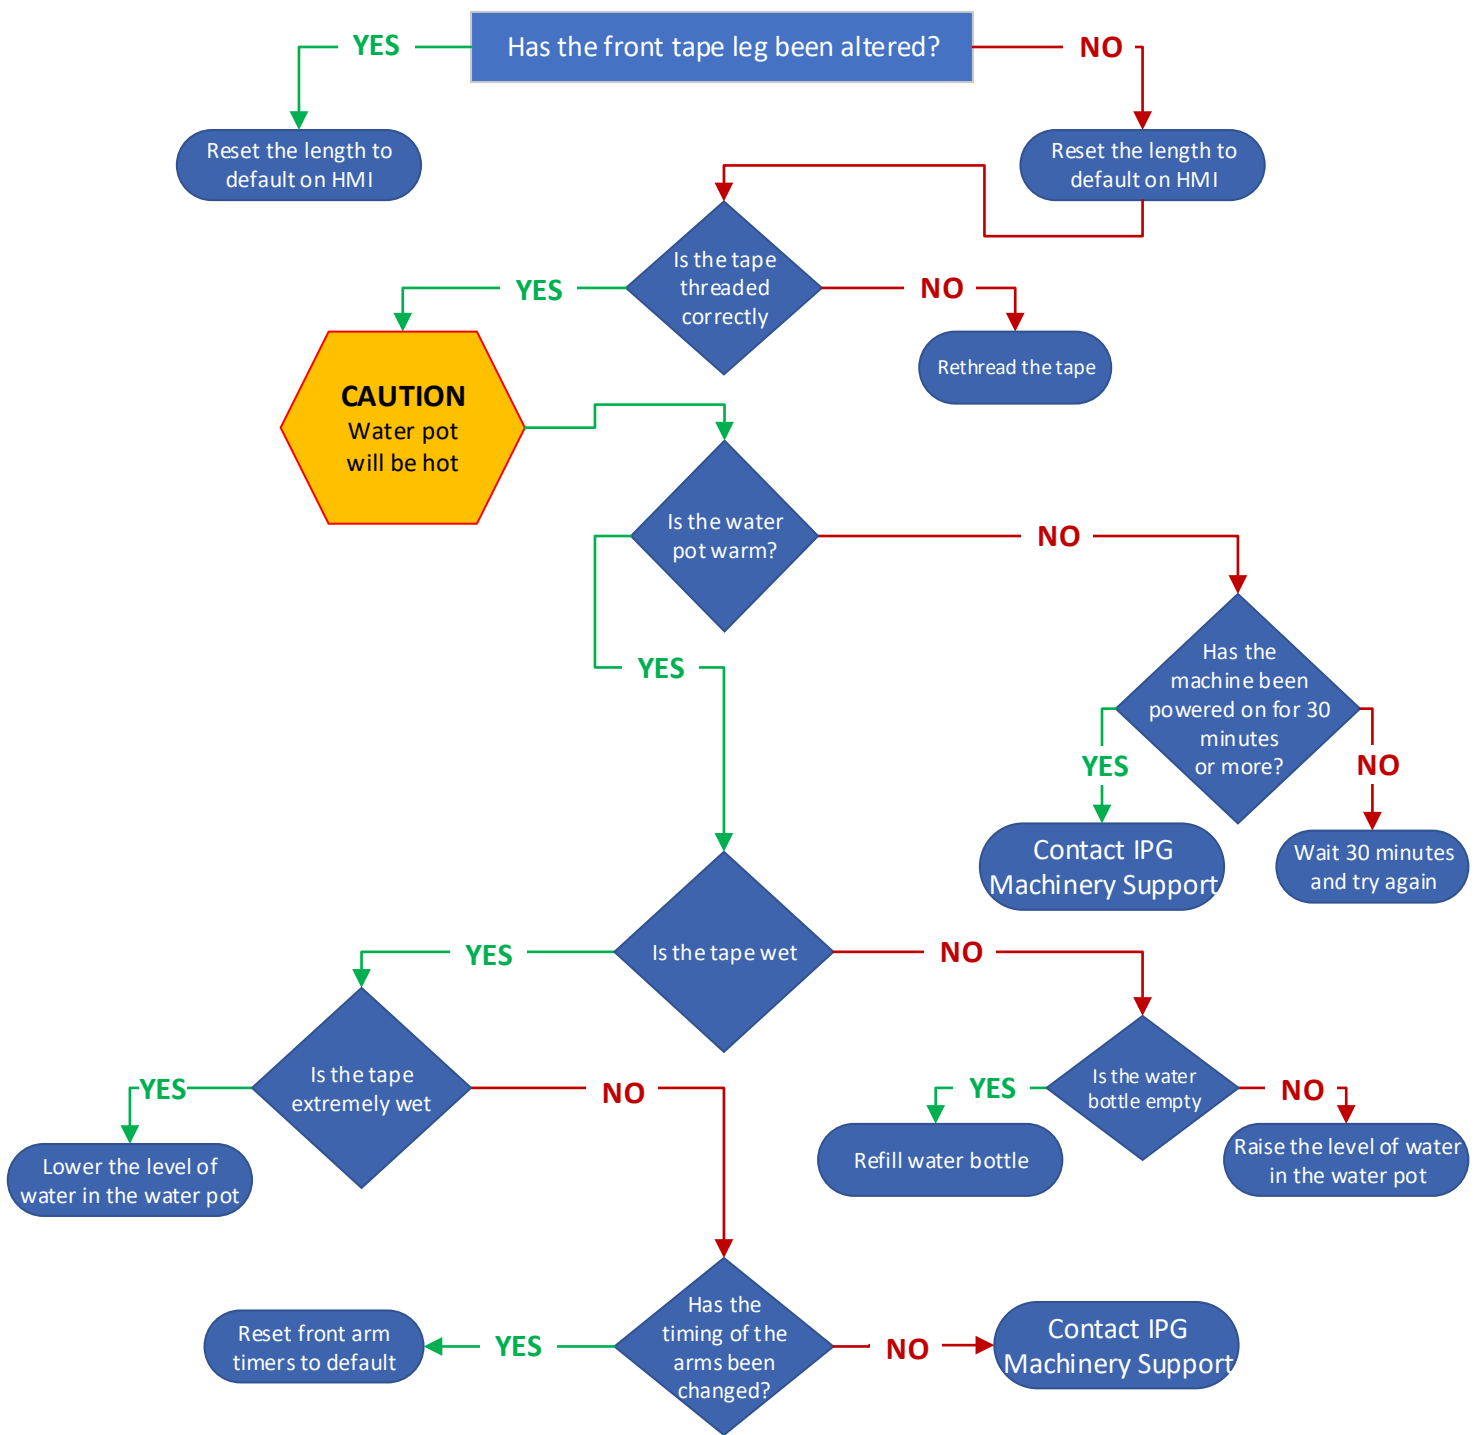 Has the front tape leg been altered?
YES
NO
Reset the length to
default on HMI
Reset the length to
default on HMI
Is the tape
threaded
correctly
YES
NO
Rethread the tape
CAUTION
Water pot
will be hot
Is the water
pot warm?
NO
YES
Has the
machine been
powered on for 30
minutes
or more?
YES
NO
Contact IPG
Machinery Support
Wait 30 minutes
and try again
Is the tape wet
YES
NO
Is the tape
extremely wet
YES
NO
Is the water
bottle empty
YES
NO
Lower the level of
water in the water pot
Refill water bottle
Raise the level of water
in the water pot
Has the
timing of the
arms been
changed?
YES
NO
Reset front arm
timers to default
Contact IPG
Machinery Support